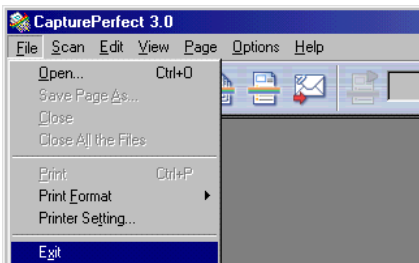 CapturePerfect 3.0
File Scan Edit View Page Options Help
Open... Ctrl+O
Save Page As...
Close
Close All the Files
Print Ctrl+P
Print Format
Printer Setting...
Exit